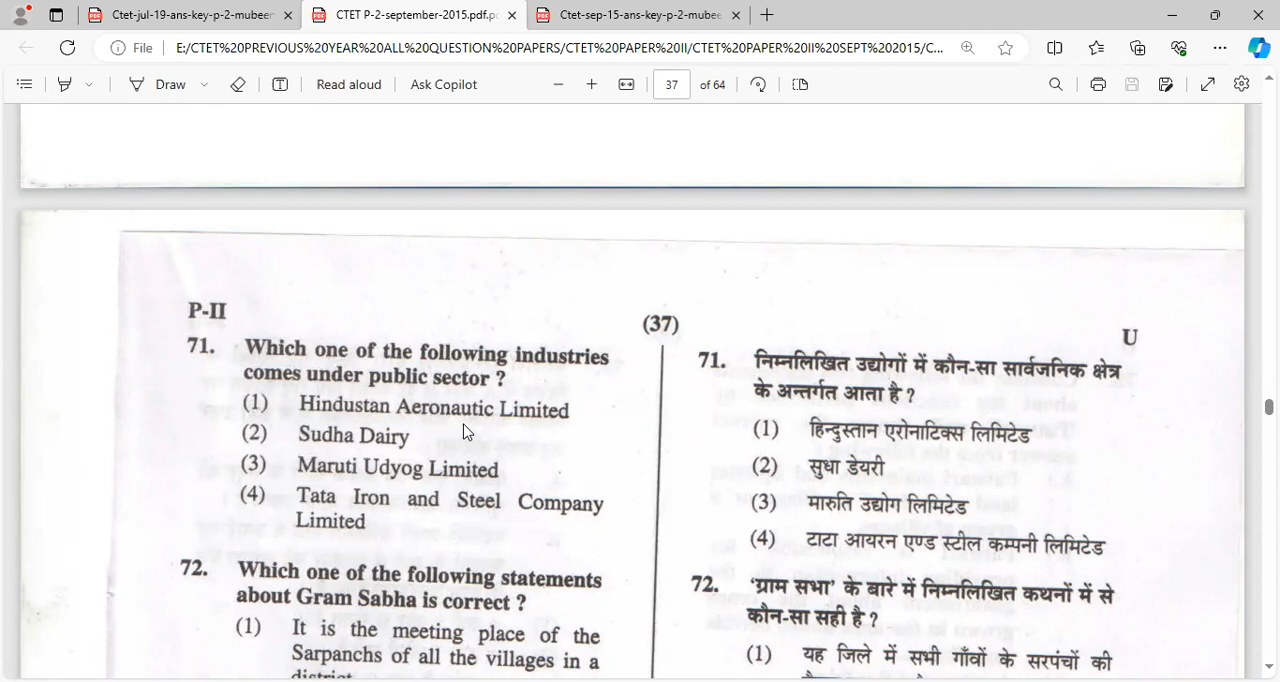 Ctet-jul-19-ans-key-p-2-mubeen
CTET P-2-september-2015.pdf.pd
Ctet-sep-15-ans-key-p-2-mubeen
File
E:/CTET%20PREVIOUS%20YEAR%20ALL%20QUESTION%20PAPERS/CTET%20PAPER%20II/CTET%20PAPER%20II%20SEPT%202015/C...
Draw
Read aloud
Ask Copilot
37
of 64
P-II
(37)
U
71. Which one of the following industries
comes under public sector ?
(1) Hindustan Aeronautic Limited
(2) Sudha Dairy
(3) Maruti Udyog Limited
(4) Tata Iron and Steel Company
Limited
72. Which one of the following statements
about Gram Sabha is correct ?
(1) It is the meeting place of the
Sarpanchs of all the villages in a
district.
71. निम्नलिखित उद्योगों में कौन-सा सार्वजनिक क्षेत्र
के अन्तर्गत आता है ?
(1) हिन्दुस्तान एरोनाटिक्स लिमिटेड
(2) सुधा डेयरी
(3) मारुति उद्योग लिमिटेड
(4) टाटा आयरन एण्ड स्टील कम्पनी लिमिटेड
72. 'ग्राम सभा' के बारे में निम्नलिखित कथनों में से
कौन-सा सही है ?
(1) यह जिले में सभी गाँवों के सरपंचों की